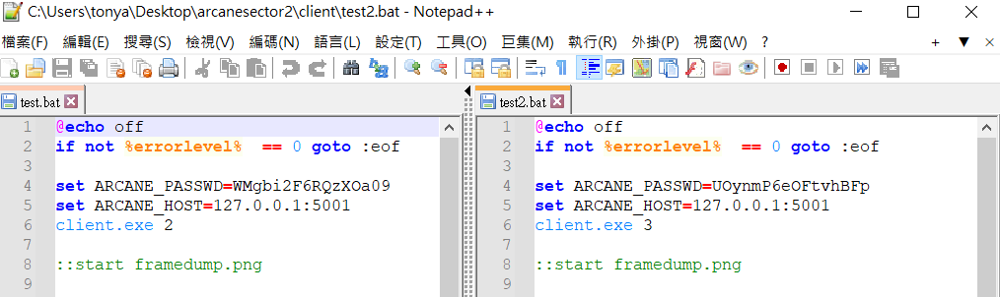 C:\Users\tonya\Desktop\arcanesector2\client\test2.bat - Notepad++
檔案(F) 編輯(E) 搜尋(S) 檢視(V) 編碼(N) 語言(L) 設定(T) 工具(O) 巨集(M) 執行(R) 外掛(P) 視窗(W) ?
test.bat
1 @echo off
2 if not %errorlevel%  == 0 goto :eof
3
4 set ARCANE_PASSWD=WMgbi2F6RQzXOa09
5 set ARCANE_HOST=127.0.0.1:5001
6 client.exe 2
7
8 ::start framedump.png
9
test2.bat
1 @echo off
2 if not %errorlevel%  == 0 goto :eof
3
4 set ARCANE_PASSWD=UOynmP6eOFtvhBFp
5 set ARCANE_HOST=127.0.0.1:5001
6 client.exe 3
7
8 ::start framedump.png
9